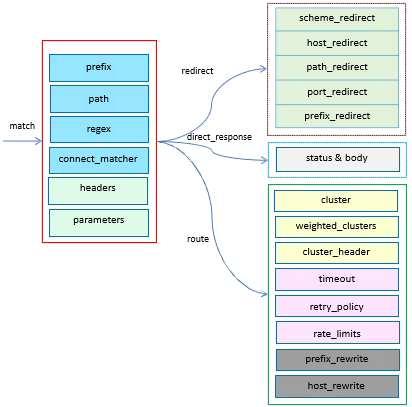 match
prefix
path
regex
connect_matcher
headers
parameters
redirect
direct_response
route
scheme_redirect
host_redirect
path_redirect
port_redirect
prefix_redirect
status & body
cluster
weighted_clusters
cluster_header
timeout
retry_policy
rate_limits
prefix_rewrite
host_rewrite